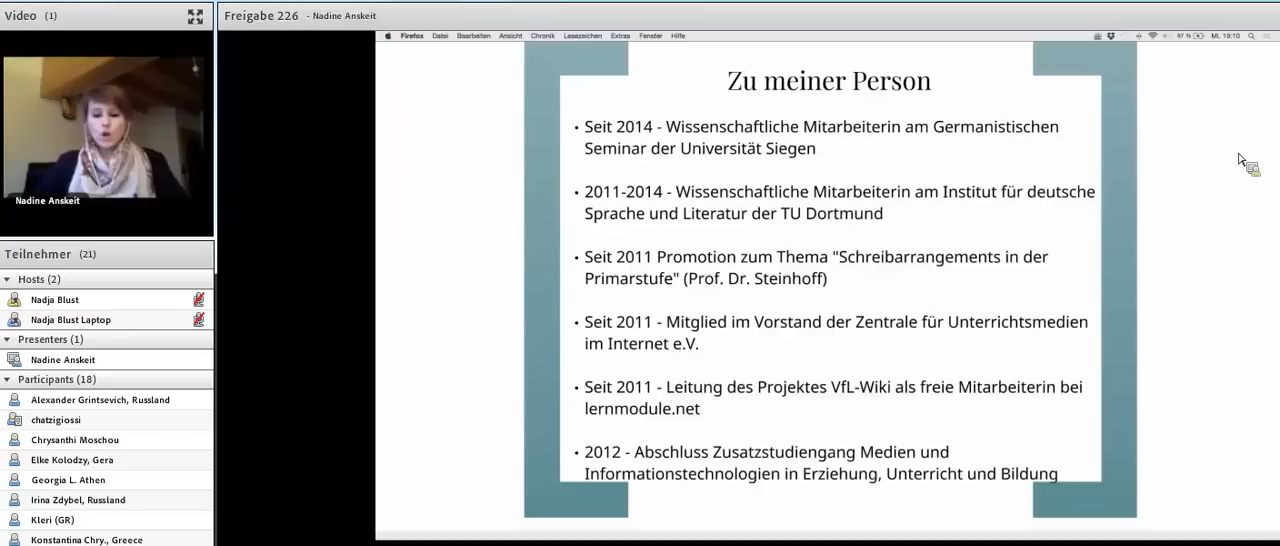 Video (1)
Nadine Anskeit
Teilnehmer (21)
Hosts (2)
Nadja Blust
Nadja Blust Laptop
Presenters (1)
Nadine Anskeit
Participants (18)
Alexander Grintsevich, Russland
chatzigiossi
Chrysanthi Moschou
Elke Kolodzy, Gera
Georgia L. Athen
Irina Zdybel, Russland
Kleri (GR)
Konstantina Chry., Greece
Freigabe 226 - Nadine Anskeit
Firefox Datei Bearbeiten Ansicht Chronik Lesezeichen Extras Fenster Hilfe 97 % Mi. 19:10
Zu meiner Person
• Seit 2014 - Wissenschaftliche Mitarbeiterin am Germanistischen
Seminar der Universität Siegen
• 2011-2014 - Wissenschaftliche Mitarbeiterin am Institut für deutsche
Sprache und Literatur der TU Dortmund
• Seit 2011 Promotion zum Thema "Schreibarrangements in der
Primarstufe" (Prof. Dr. Steinhoff)
• Seit 2011 - Mitglied im Vorstand der Zentrale für Unterrichtsmedien
im Internet e.V.
• Seit 2011 - Leitung des Projektes VfL-Wiki als freie Mitarbeiterin bei
lernmodule.net
• 2012 - Abschluss Zusatzstudiengang Medien und
Informationstechnologien in Erziehung, Unterricht und Bildung